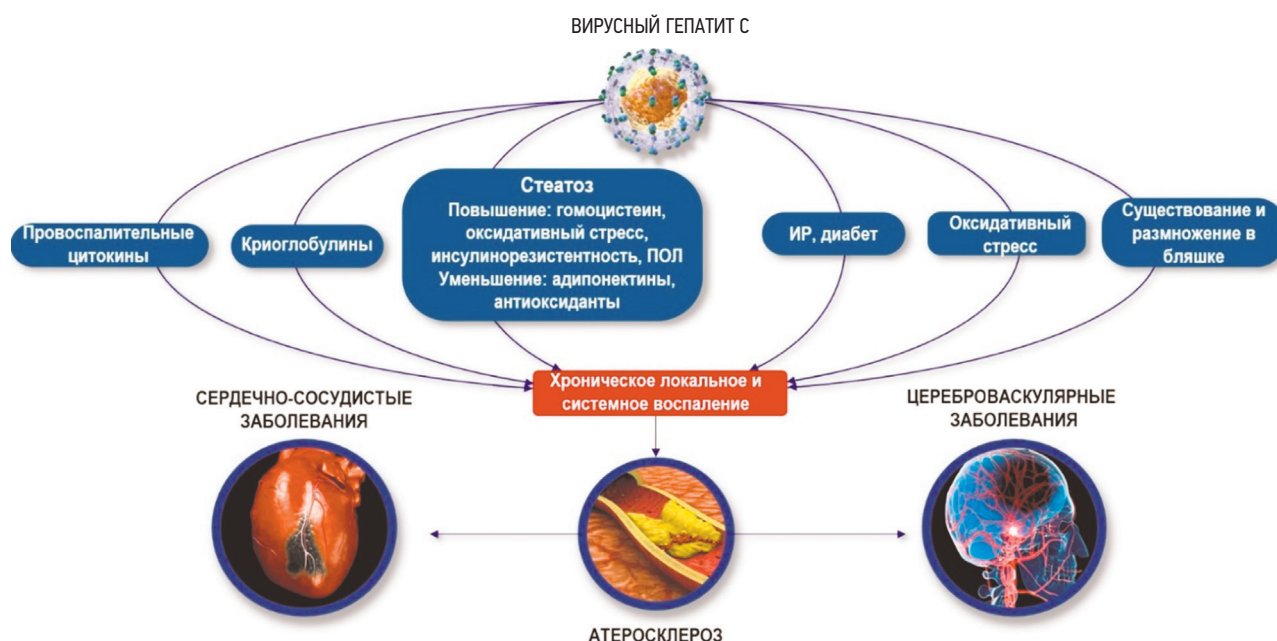 ВИРУСНЫЙ ГЕПАТИТ С
Провоспалительные
цитокины
Криоглобулины
Стеатоз
Повышение: гомоцистеин,
оксидативный стресс,
инсулинорезистентность, ПОЛ
Уменьшение: адипонектины,
антиоксиданты
ИР, диабет
Оксидативный
стресс
Существование и
размножение в
бляшке
Хроническое локальное и
системное воспаление
СЕРДЕЧНО-СОСУДИСТЫЕ
ЗАБОЛЕВАНИЯ
ЦЕРЕБРОВАСКУЛЯРНЫЕ
ЗАБОЛЕВАНИЯ
АТЕРОСКЛЕРОЗ